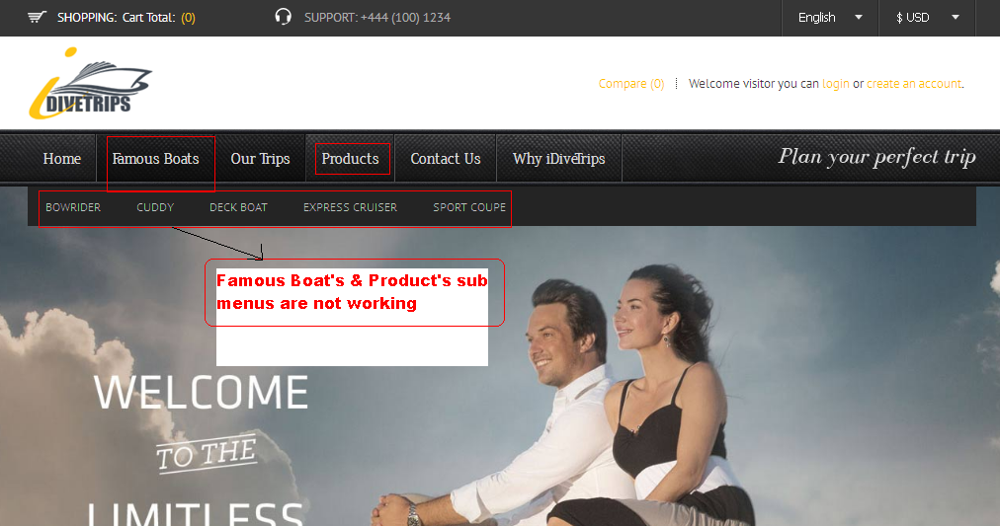 SHOPPING: Cart Total: (0) SUPPORT: +444 (100) 1234 English $ USD
iDIVETRIPS
Compare (0) Welcome visitor you can login or create an account.
Home Famous Boats Our Trips Products Contact Us Why iDiveTrips Plan your perfect trip
BOWRIDER CUDDY DECK BOAT EXPRESS CRUISER SPORT COUPE
Famous Boat's & Product's sub
menus are not working
WELCOME
TO THE
LIMITLESS